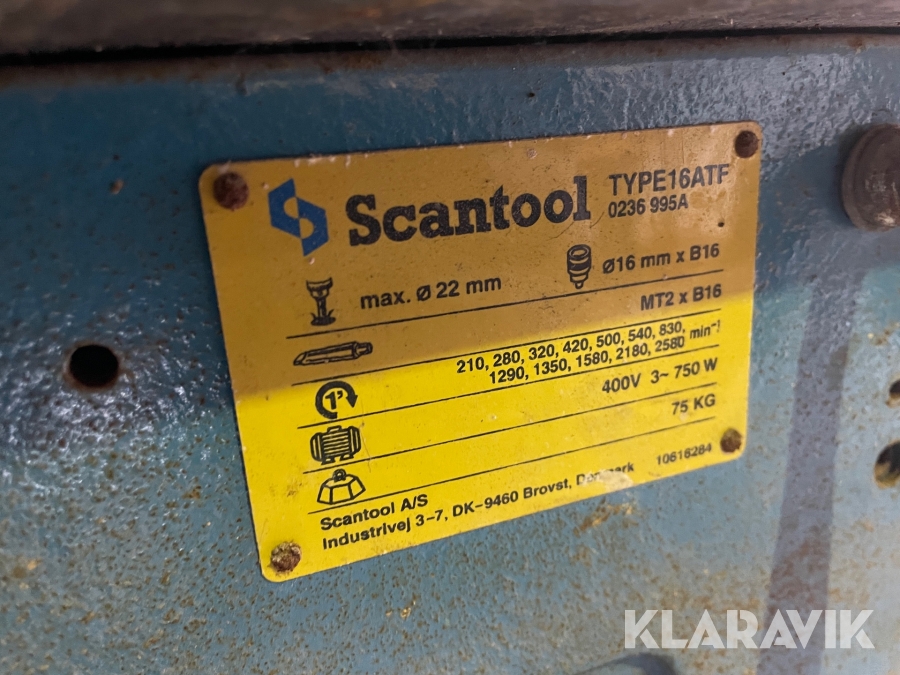 Scantool TYPE16ATF
0236 995A
max. Ø 22 mm
Ø16 mm x B16
MT2 x B16
210, 280, 320, 420, 500, 540, 830,
1290, 1350, 1580, 2180, 2580 min⁻¹
1'
400V 3~ 750 W
75 KG
Scantool A/S
Industrivej 3-7, DK-9460 Brovst, Denmark 10616284
KLARAVIK